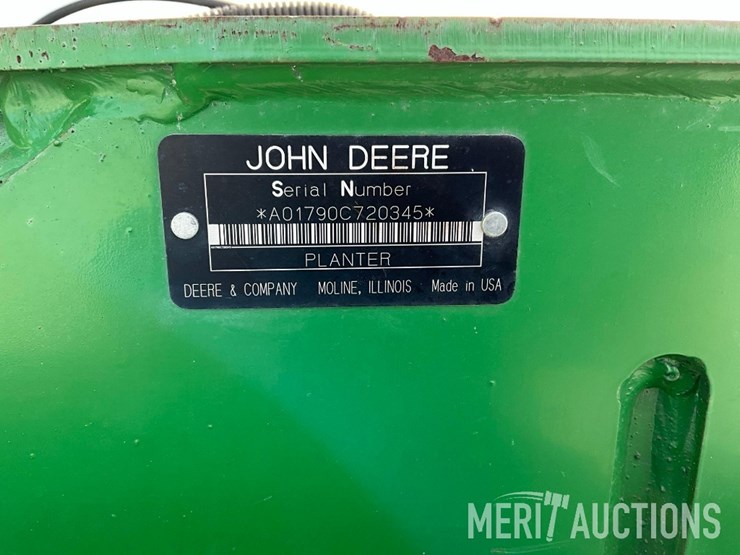 JOHN DEERE
Serial Number
*A01790C720345*
PLANTER
DEERE & COMPANY MOLINE, ILLINOIS Made in USA
MERIT AUCTIONS